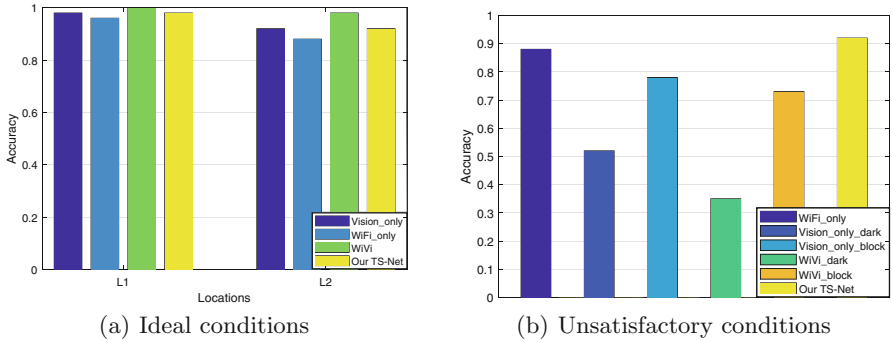 1
0.8
0.6
0.4
0.2
0
Accuracy
L1
L2
Locations
Vision_only
WiFi_only
WiVi
Our TS-Net
(a) Ideal conditions
1
0.9
0.8
0.7
0.6
0.5
0.4
0.3
0.2
0.1
0
Accuracy
WiFi_only
Vision_only_dark
Vision_only_block
WiVi_dark
WiVi_block
Our TS-Net
(b) Unsatisfactory conditions